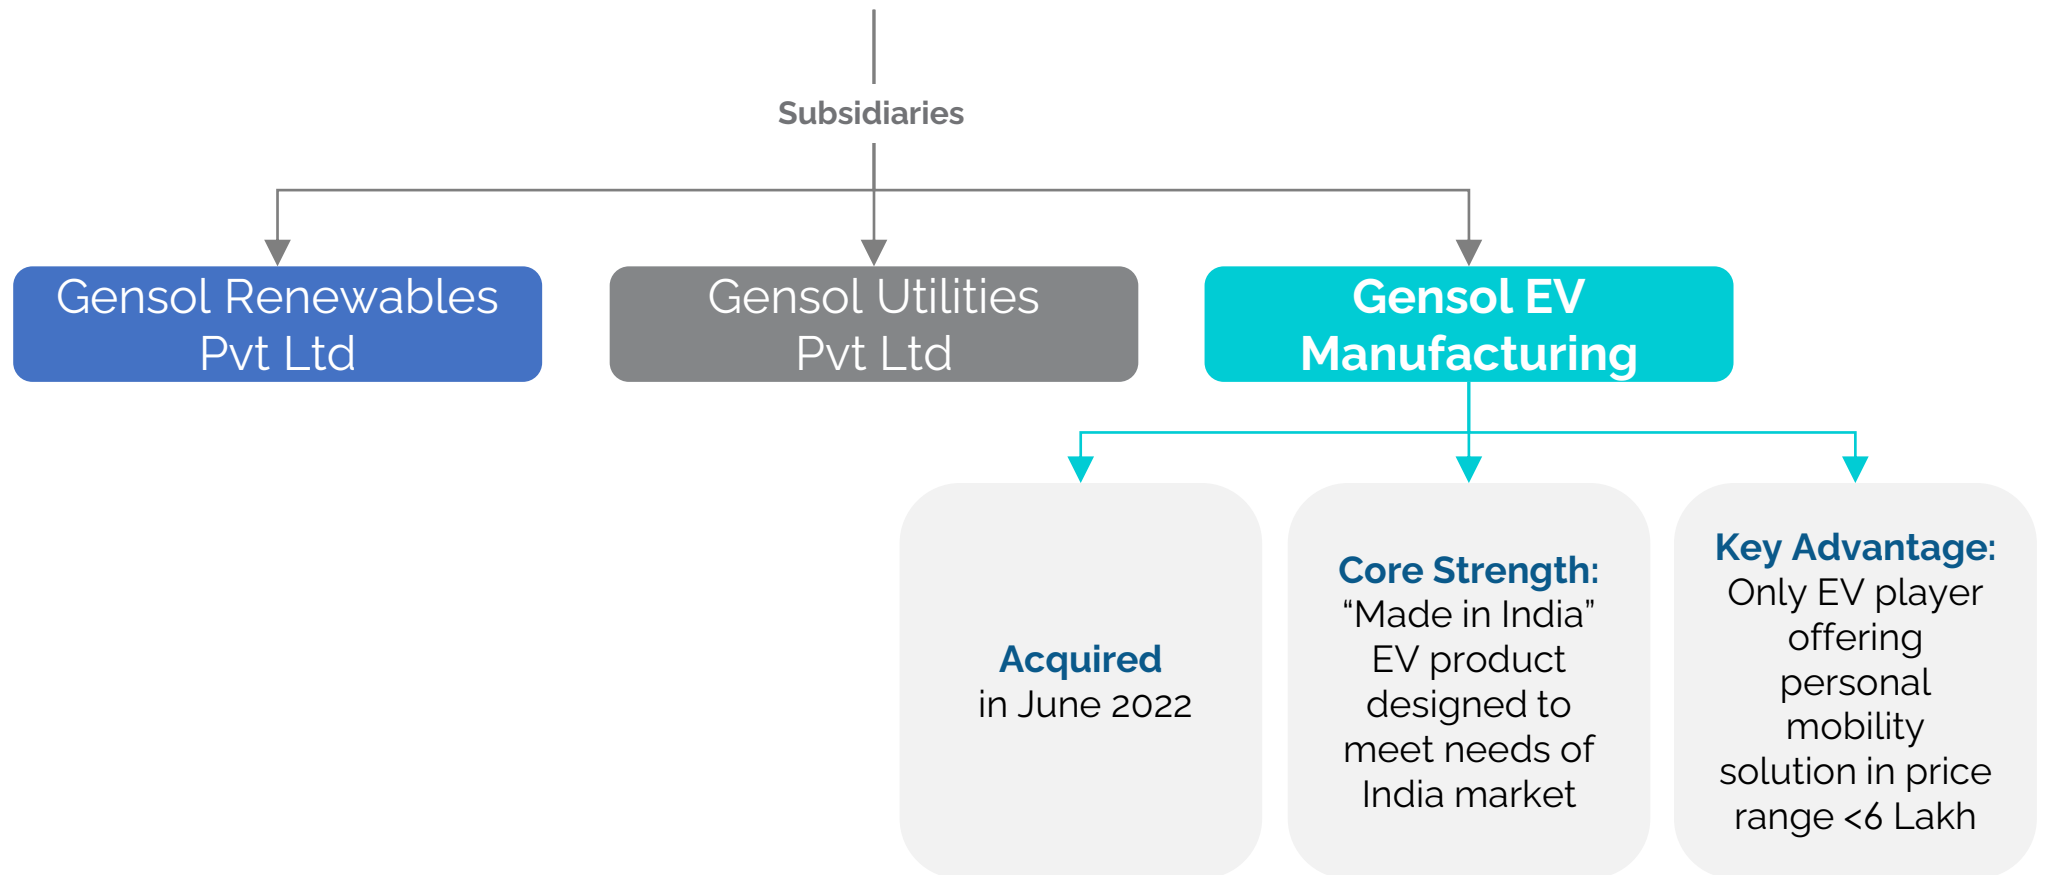 Subsidiaries
Gensol Renewables
Pvt Ltd
Gensol Utilities
Pvt Ltd
Gensol EV
Manufacturing
Acquired
in June 2022
Core Strength:
“Made in India”
EV product
designed to
meet needs of
India market
Key Advantage:
Only EV player
offering
personal
mobility
solution in price
range <6 Lakh